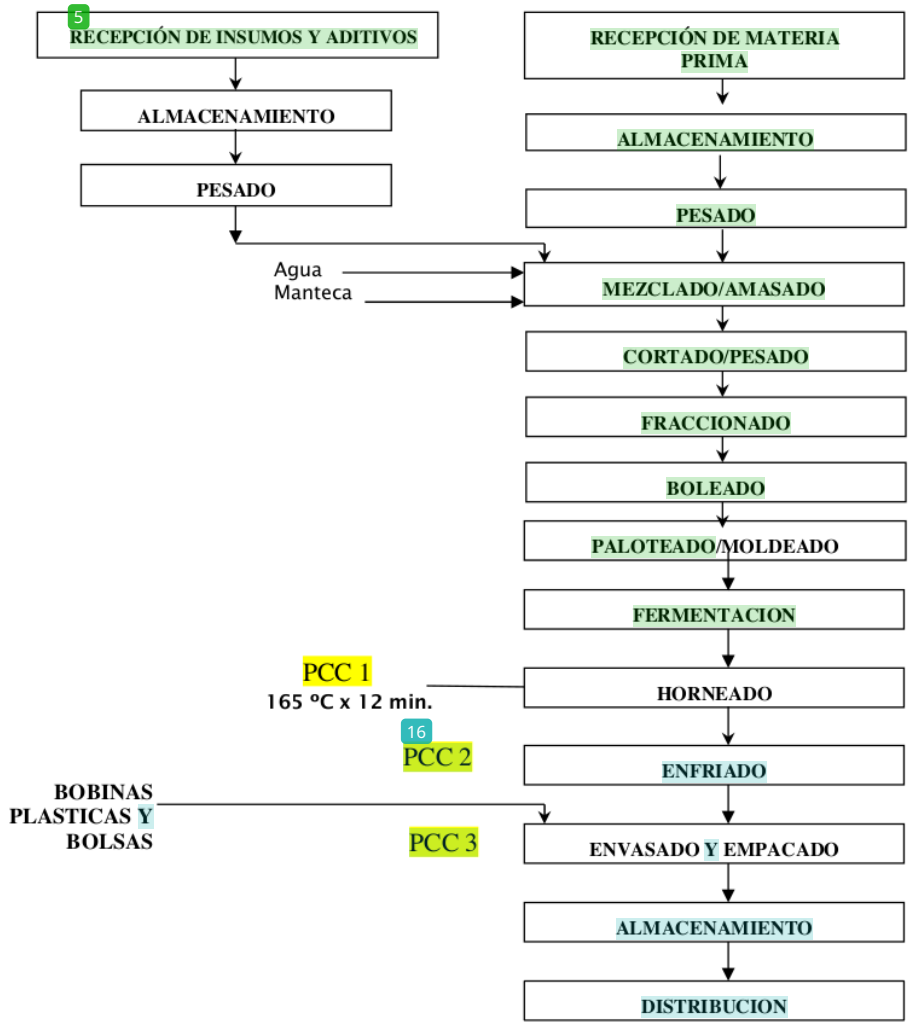 5
RECEPCIÓN DE INSUMOS Y ADITIVOS
ALMACENAMIENTO
PESADO
RECEPCIÓN DE MATERIA
PRIMA
ALMACENAMIENTO
PESADO
Agua
Manteca
MEZCLADO/AMASADO
CORTADO/PESADO
FRACCIONADO
BOLEADO
PALOTEADO/MOLDEADO
FERMENTACION
PCC 1
165 ºC x 12 min.
HORNEADO
16
PCC 2
ENFRIADO
BOBINAS
PLASTICAS Y
BOLSAS
PCC 3
ENVASADO Y EMPACADO
ALMACENAMIENTO
DISTRIBUCION